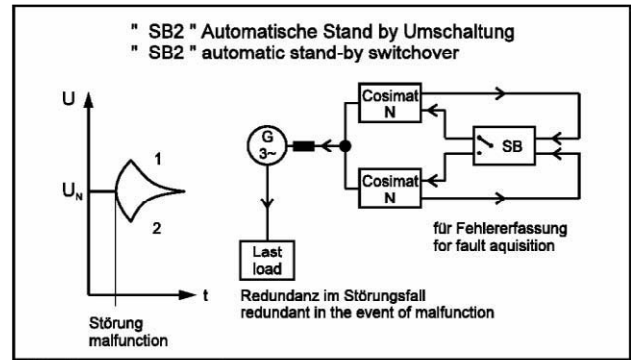 " SB2 " Automatische Stand by Umschaltung
" SB2 " automatic stand-by switchover
U
1
U_N
2
t
Störung
malfunction
G
3~
Last
load
Cosimat
N
SB
Cosimat
N
für Fehlererfassung
for fault aquisition
Redundanz im Störungsfall
redundant in the event of malfunction